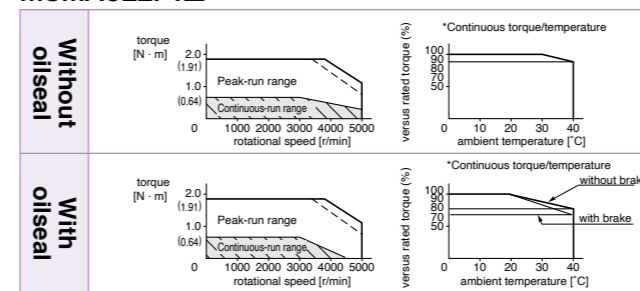 Without
oilseal
torque
[N · m]
2.0
(1.91)
1.0
(0.64)
0
Peak-run range
Continuous-run range
1000 2000 3000 4000 5000
rotational speed [r/min]
*Continuous torque/temperature
versus rated torque (%)
100
90
80
70
50
0 10 20 30 40
ambient temperature [˚C]
With
oilseal
torque
[N · m]
2.0
(1.91)
1.0
(0.64)
0
Peak-run range
Continuous-run range
1000 2000 3000 4000 5000
rotational speed [r/min]
*Continuous torque/temperature
versus rated torque (%)
without brak
100
90
80
70
50
with brake
0 10 20 30 40
ambient temperature [˚C]